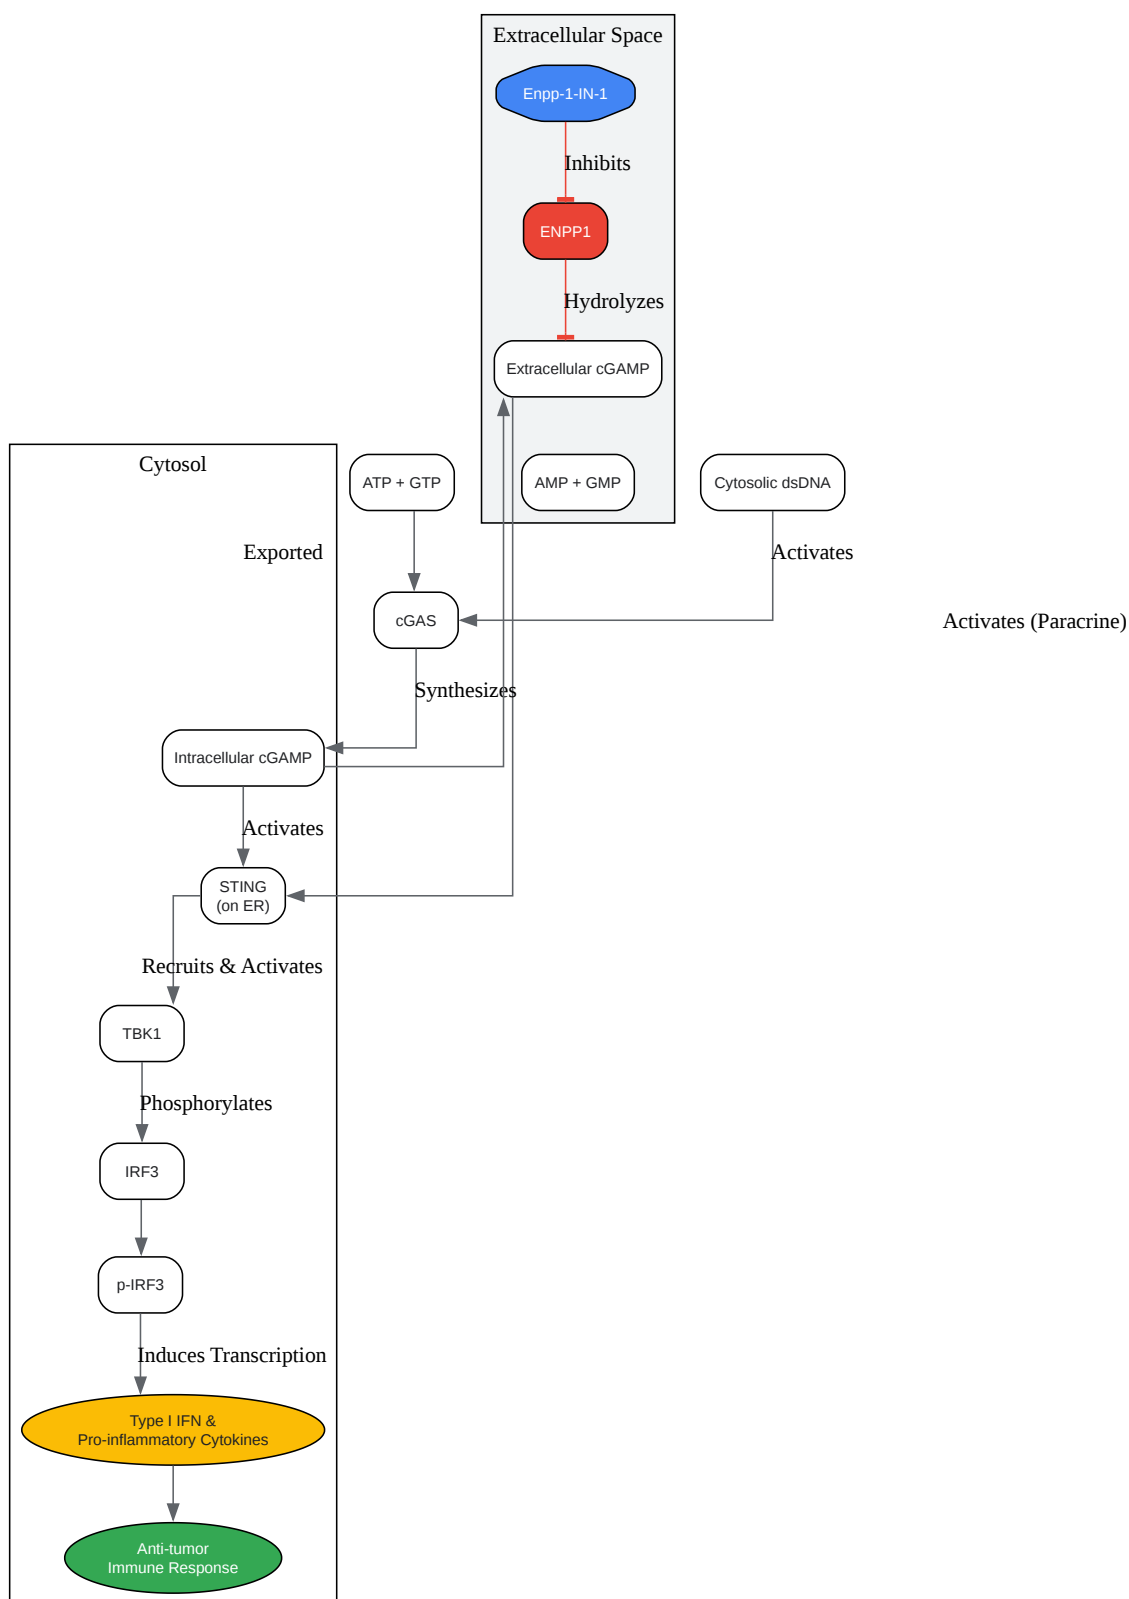 Extracellular Space
Enpp-1-IN-1
Inhibits
ENPP1
Hydrolyzes
Extracellular cGAMP
Cytosol
ATP + GTP
AMP + GMP
Cytosolic dsDNA
Exported
Activates
cGAS
Activates (Paracrine)
Synthesizes
Intracellular cGAMP
Activates
STING
(on ER)
Recruits & Activates
TBK1
Phosphorylates
IRF3
p-IRF3
Induces Transcription
Type I IFN &
Pro-inflammatory Cytokines
Anti-tumor
Immune Response